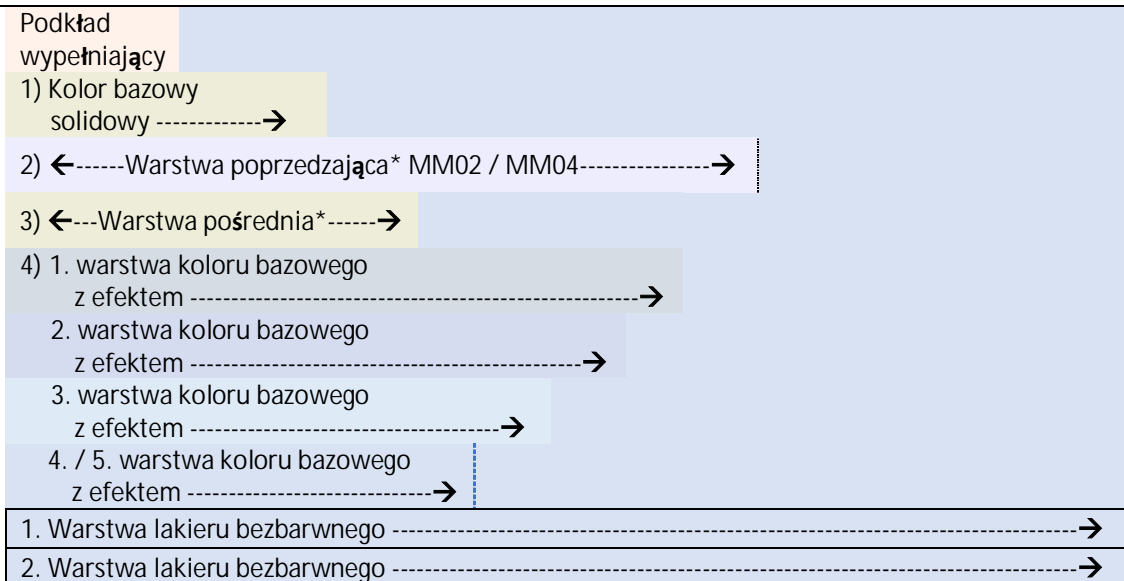 Podkład
wypełniający
1) Kolor bazowy
solidowy -------------→
2) ←------Warstwa poprzedzająca* MM02 / MM04----------------→
3) ←---Warstwa pośrednia*------→
4) 1. warstwa koloru bazowego
z efektem ------------------------------------------------------→
2. warstwa koloru bazowego
z efektem -----------------------------------------------→
3. warstwa koloru bazowego
z efektem -------------------------------------→
4. / 5. warstwa koloru bazowego
z efektem ------------------------------→
1. Warstwa lakieru bezbarwnego -----------------------------------------------------------------------------------→
2. Warstwa lakieru bezbarwnego -----------------------------------------------------------------------------------→